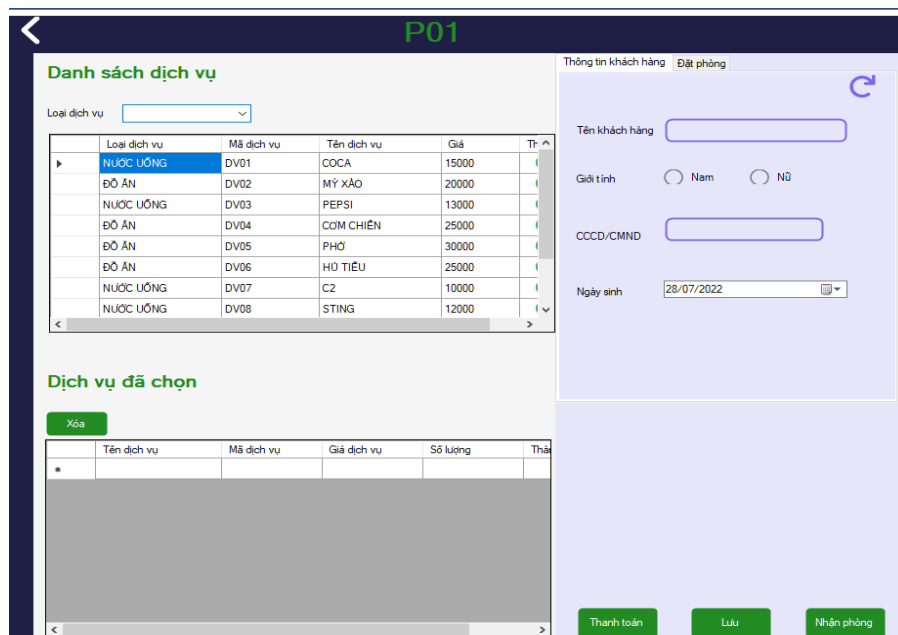 P01
Danh sách dịch vụ
Loại dịch vụ
Loại dịch vụ Mã dịch vụ Tên dịch vụ Giá
NƯỚC UỐNG DV01 COCA 15000
ĐỒ ĂN DV02 MỲ XÀO 20000
NƯỚC UỐNG DV03 PEPSI 13000
ĐỒ ĂN DV04 CƠM CHIÊN 25000
ĐỒ ĂN DV05 PHỞ 30000
ĐỒ ĂN DV06 HỦ TIẾU 25000
NƯỚC UỐNG DV07 C2 10000
NƯỚC UỐNG DV08 STING 12000
Dịch vụ đã chọn
Xóa
Tên dịch vụ Mã dịch vụ Giá dịch vụ Số lượng
Thông tin khách hàng Đặt phòng
Tên khách hàng
Giới tính Nam Nữ
CCCD/CMND
Ngày sinh 28/07/2022
Thanh toán Lưu Nhận phòng